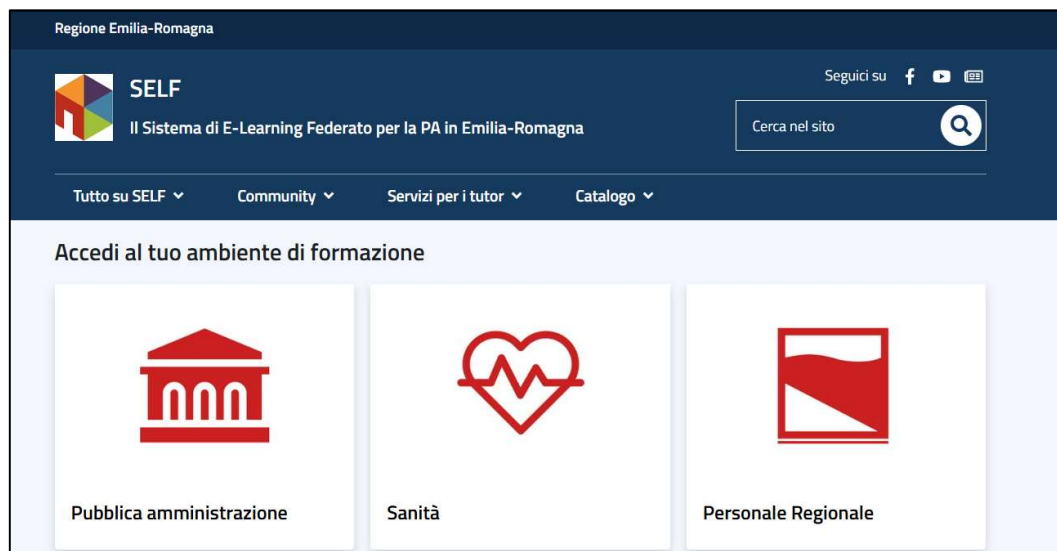 Regione Emilia-Romagna
SELF
Il Sistema di E-Learning Federato per la PA in Emilia-Romagna
Seguici su
Cerca nel sito
Tutto su SELF
Community
Servizi per i tutor
Catalogo
Accedi al tuo ambiente di formazione
Pubblica amministrazione
Sanità
Personale Regionale